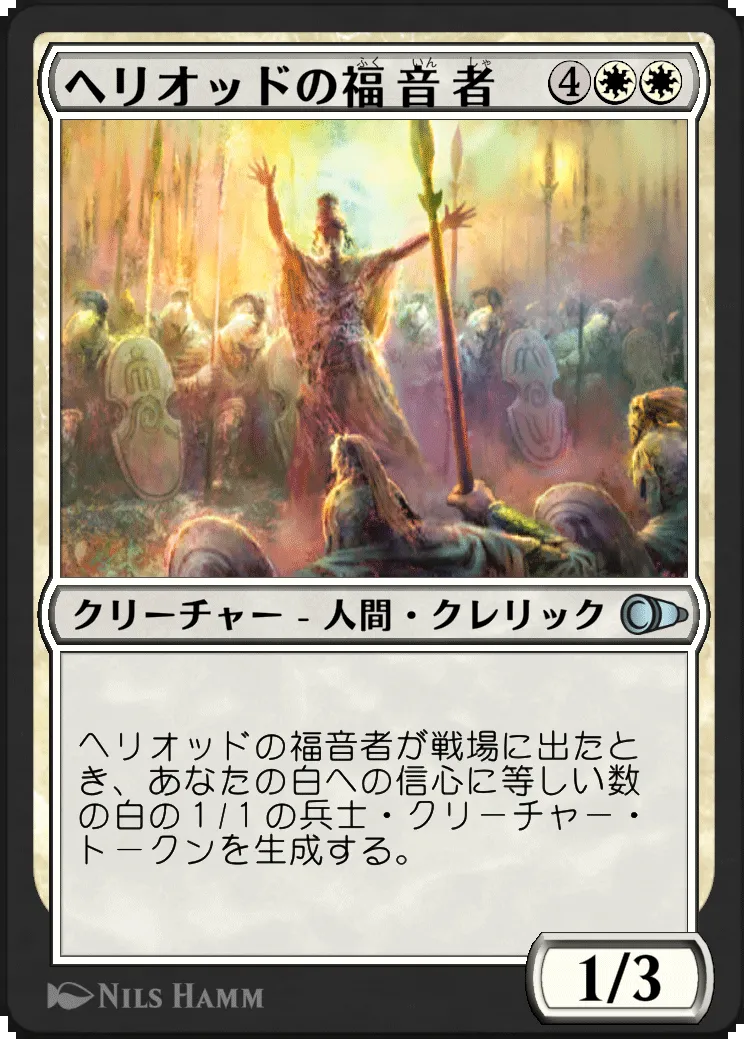 ヘリオッドの福音者 4
ふく いん しゃ
クリーチャー - 人間・クレリック
ヘリオッドの福音者が戦場に出たと
き、あなたの白への信心に等しい数
の白の1/1の兵士・クリーチャー・
トークンを生成する。
1/3
NILS HAMM